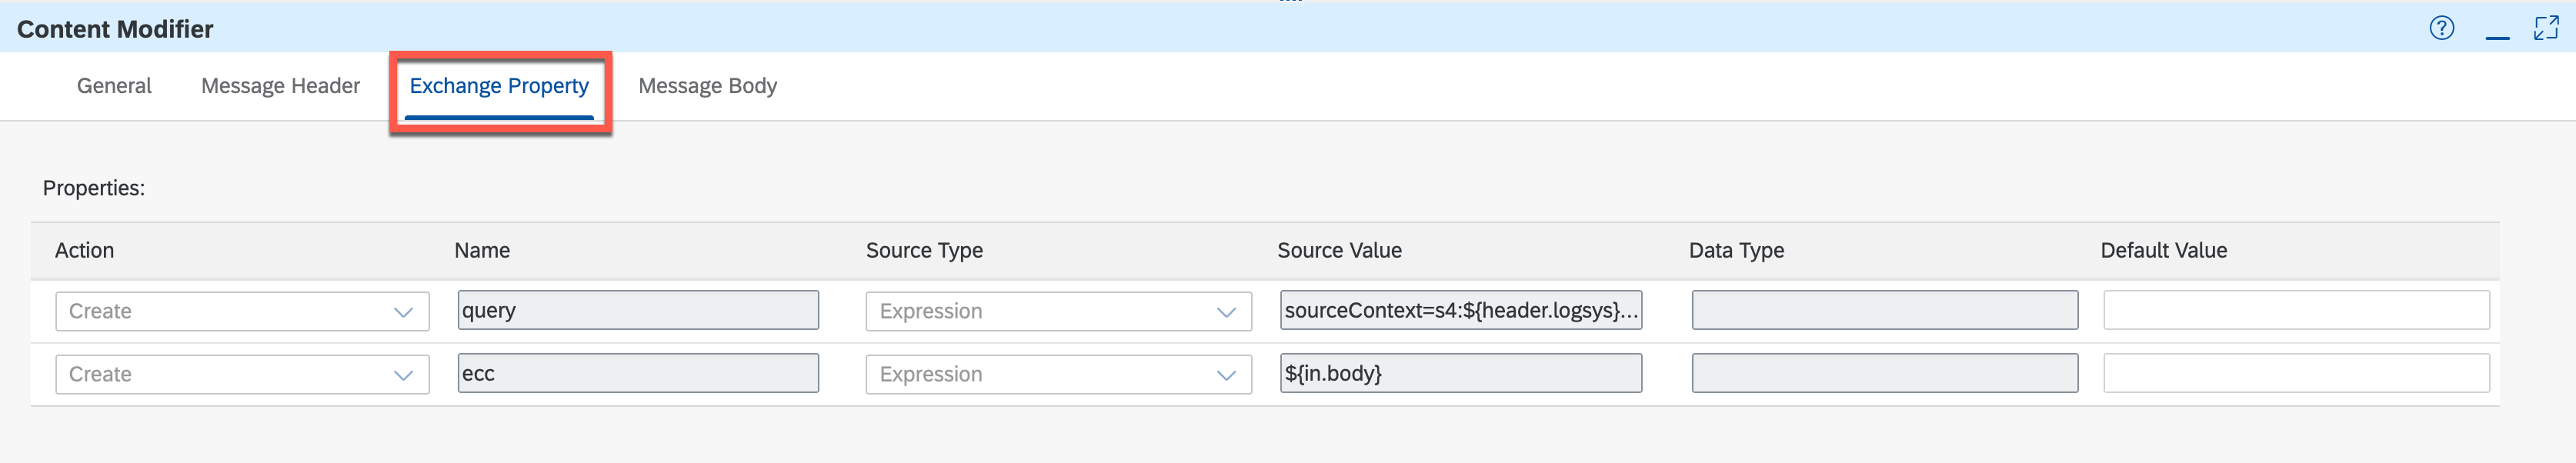 Content Modifier
General Message Header Exchange Property Message Body
Properties:
Action Name Source Type Source Value Data Type Default Value
Create query Expression sourceContext=s4:${header.logsys}...
Create ecc Expression ${in.body}